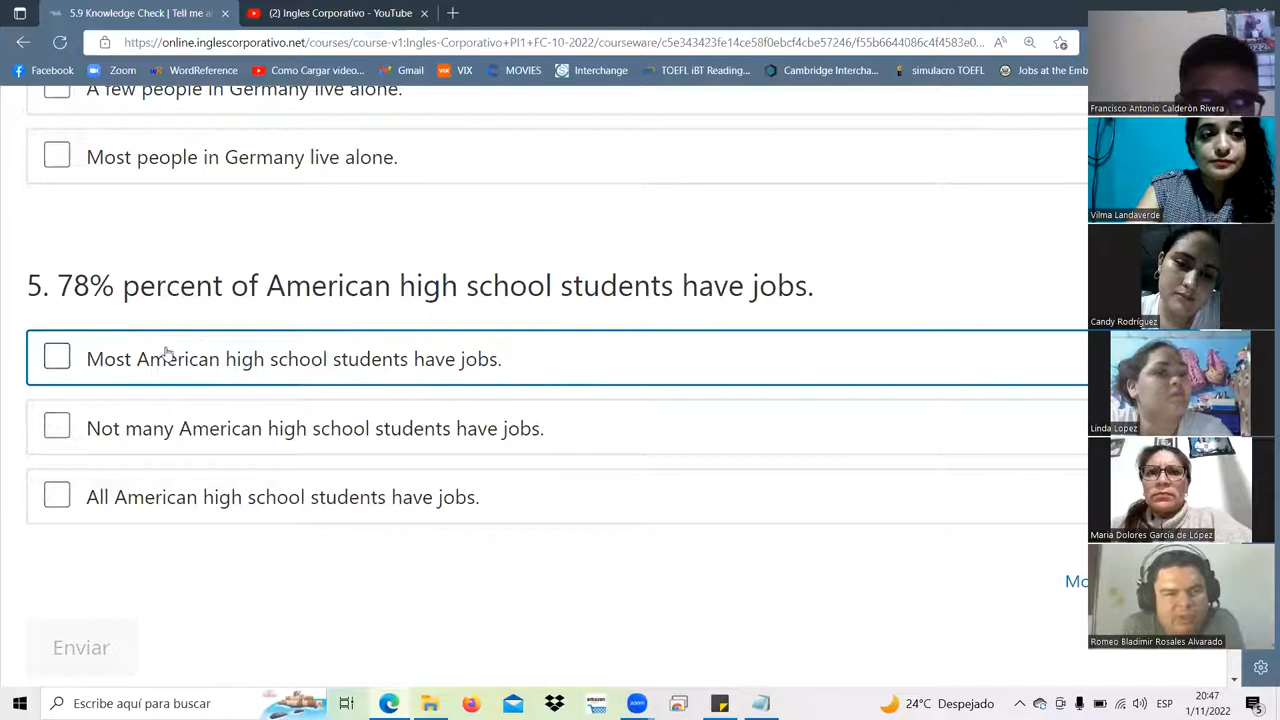 5.9 Knowledge Check | Tell me a
(2) Ingles Corporativo - YouTube
https://online.inglescorporativo.net/courses/course-v1:Ingles-Corporativo+PI1+FC-10-2022/courseware/c5e343423fe14ce58f0ebcf4cbe57246/f55b6644086c4f4583e0...
Facebook
Zoom
WordReference
Como Cargar video...
Gmail
VIX
MOVIES
Interchange
TOEFL iBT Reading...
Cambridge Intercha...
simulacro TOEFL
Jobs at the Emb
A few people in Germany live alone.
Most people in Germany live alone.
5. 78% percent of American high school students have jobs.
Most American high school students have jobs.
Not many American high school students have jobs.
All American high school students have jobs.
Mo
Enviar
Francisco Antonio Calderòn Rivera
Vilma Landaverde
Candy Rodríguez
Linda Lopez
Maria Dolores García de López
Romeo Bladimir Rosales Alvarado
Escribe aquí para buscar
24°C Despejado
ESP
20:47
1/11/2022
5